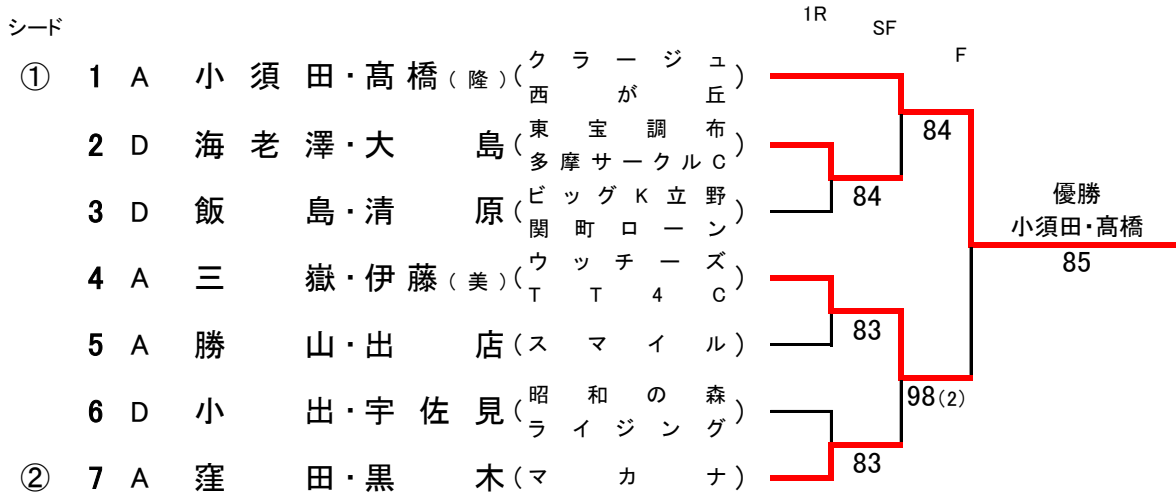 シード 1R SF F
① 1 A 小須田・髙橋(隆)(クラージュ 西が丘)
84
2 D 海老澤・大島(東宝調布 多摩サークルC)
84
3 D 飯島・清原(ビッグK立野 関町ローン)
優勝
小須田・髙橋
85
4 A 三嶽・伊藤(美)(ウッチーズ TT4C)
83
5 A 勝山・出店(スマイル)
98(2)
6 D 小出・宇佐見(昭和の森 ライジング)
83
② 7 A 窪田・黒木(マカナ)